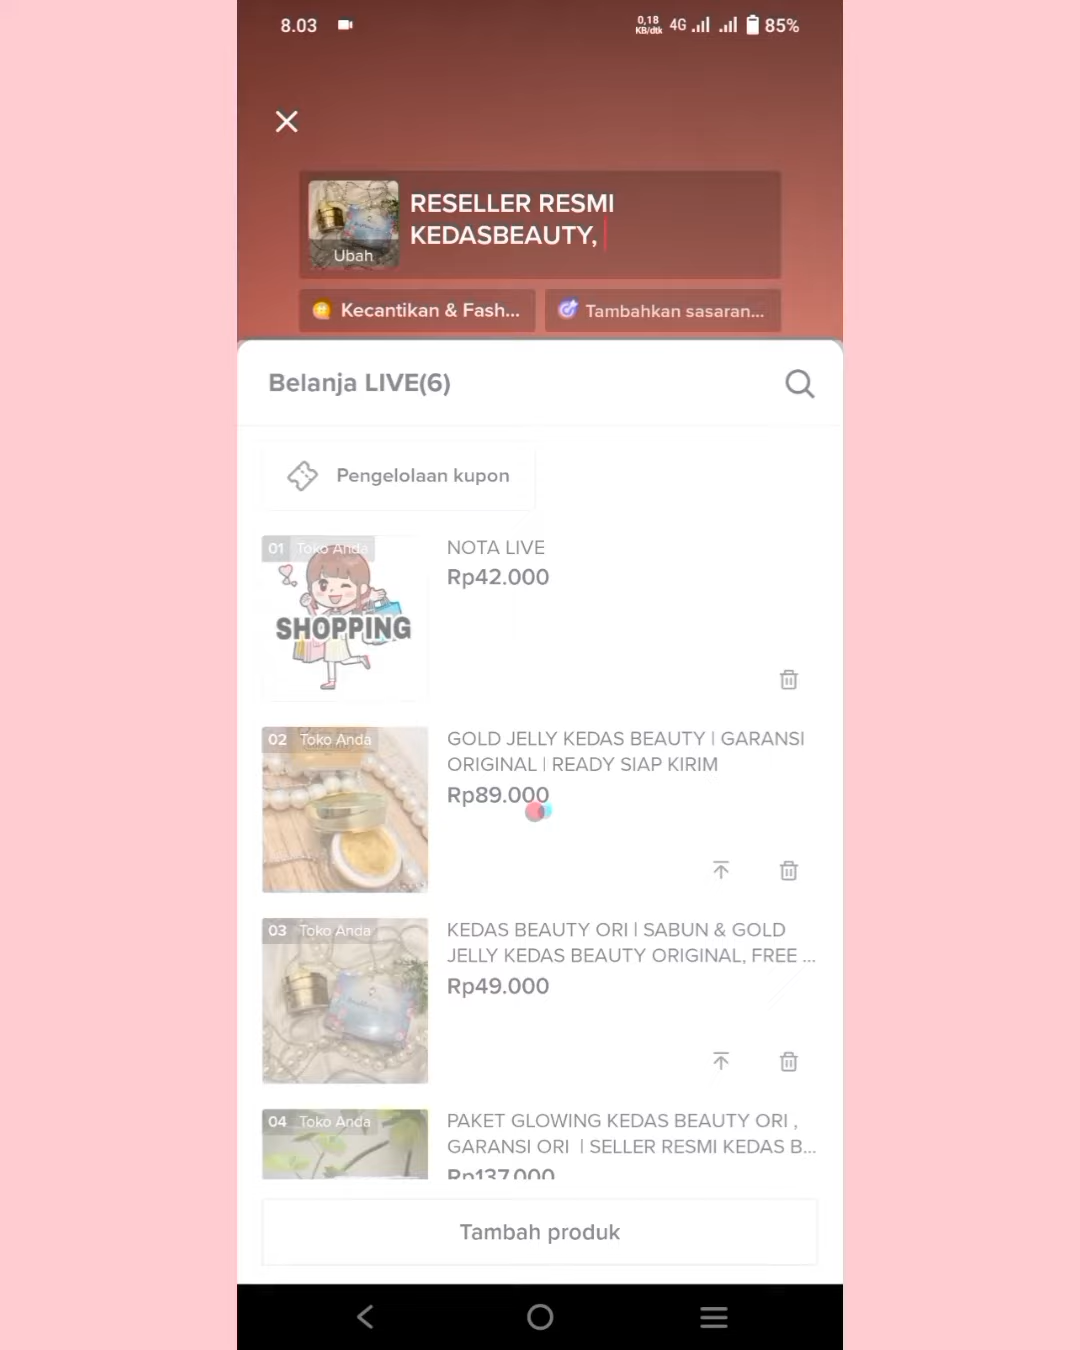 8.03
0,18
KB/dtk
4G
85%
RESELLER RESMI
KEDASBEAUTY,
Ubah
Kecantikan & Fash...
Tambahkan sasaran...
Belanja LIVE(6)
Pengelolaan kupon
01 Toko Anda
SHOPPING
NOTA LIVE
Rp42.000
02 Toko Anda
GOLD JELLY KEDAS BEAUTY | GARANSI
ORIGINAL | READY SIAP KIRIM
Rp89.000
03 Toko Anda
KEDAS BEAUTY ORI | SABUN & GOLD
JELLY KEDAS BEAUTY ORIGINAL, FREE ...
Rp49.000
04 Toko Anda
PAKET GLOWING KEDAS BEAUTY ORI ,
GARANSI ORI | SELLER RESMI KEDAS B...
Rp137.000
Tambah produk